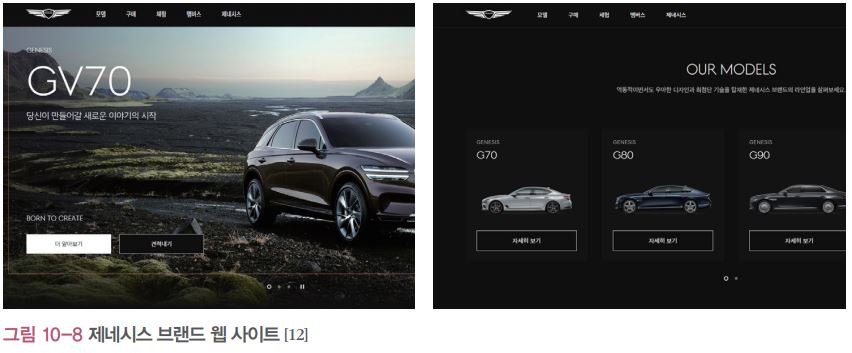 모델 구매 체험 멤버스 제네시스
GENESIS
GV70
당신이 만들어갈 새로운 이야기의 시작
BORN TO CREATE
더 알아보기 견적내기
모델 구매 체험 멤버스 제네시스
OUR MODELS
역동적이면서도 우아한 디자인과 최첨단 기술을 탑재한 제네시스 브랜드의 라인업을 살펴보세요.
GENESIS GENESIS GENESIS
G70 G80 G90
자세히 보기 자세히 보기 자세히 보기
그림 10-8 제네시스 브랜드 웹 사이트 [12]